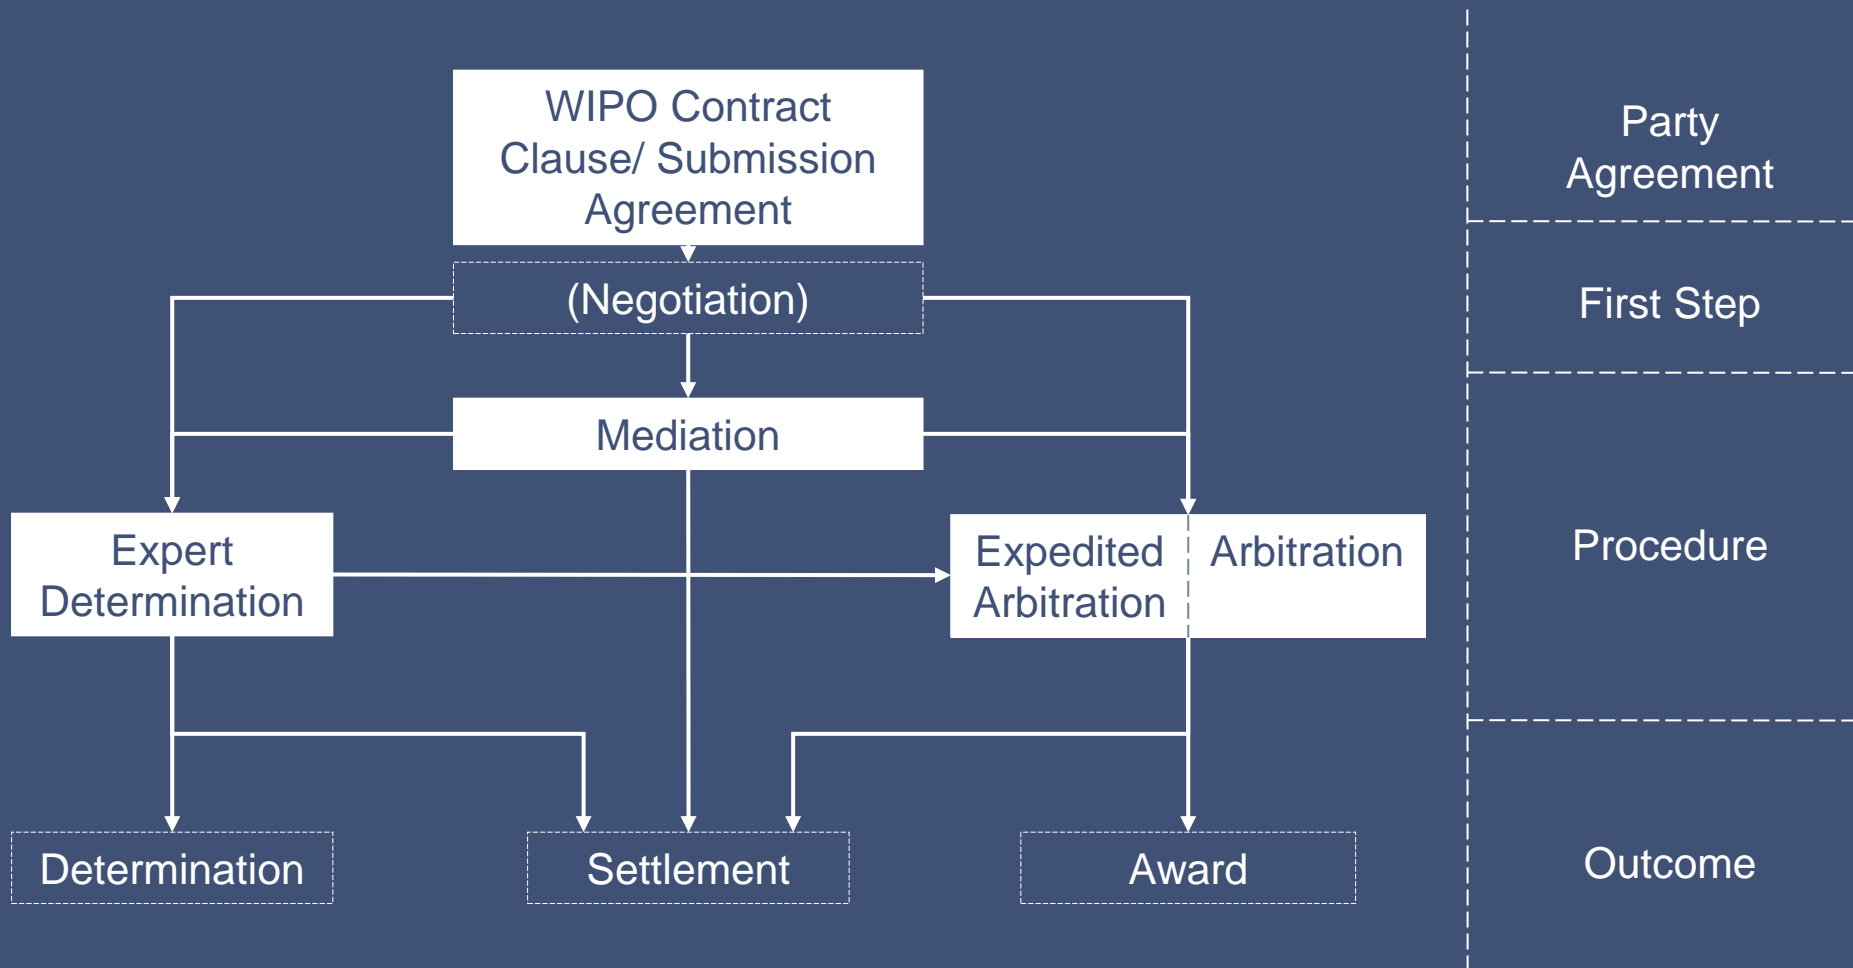 WIPO Contract
Clause/ Submission
Agreement
Party
Agreement
(Negotiation)
First Step
Mediation
Expert
Determination
Expedited
Arbitration
Arbitration
Procedure
Determination
Settlement
Award
Outcome